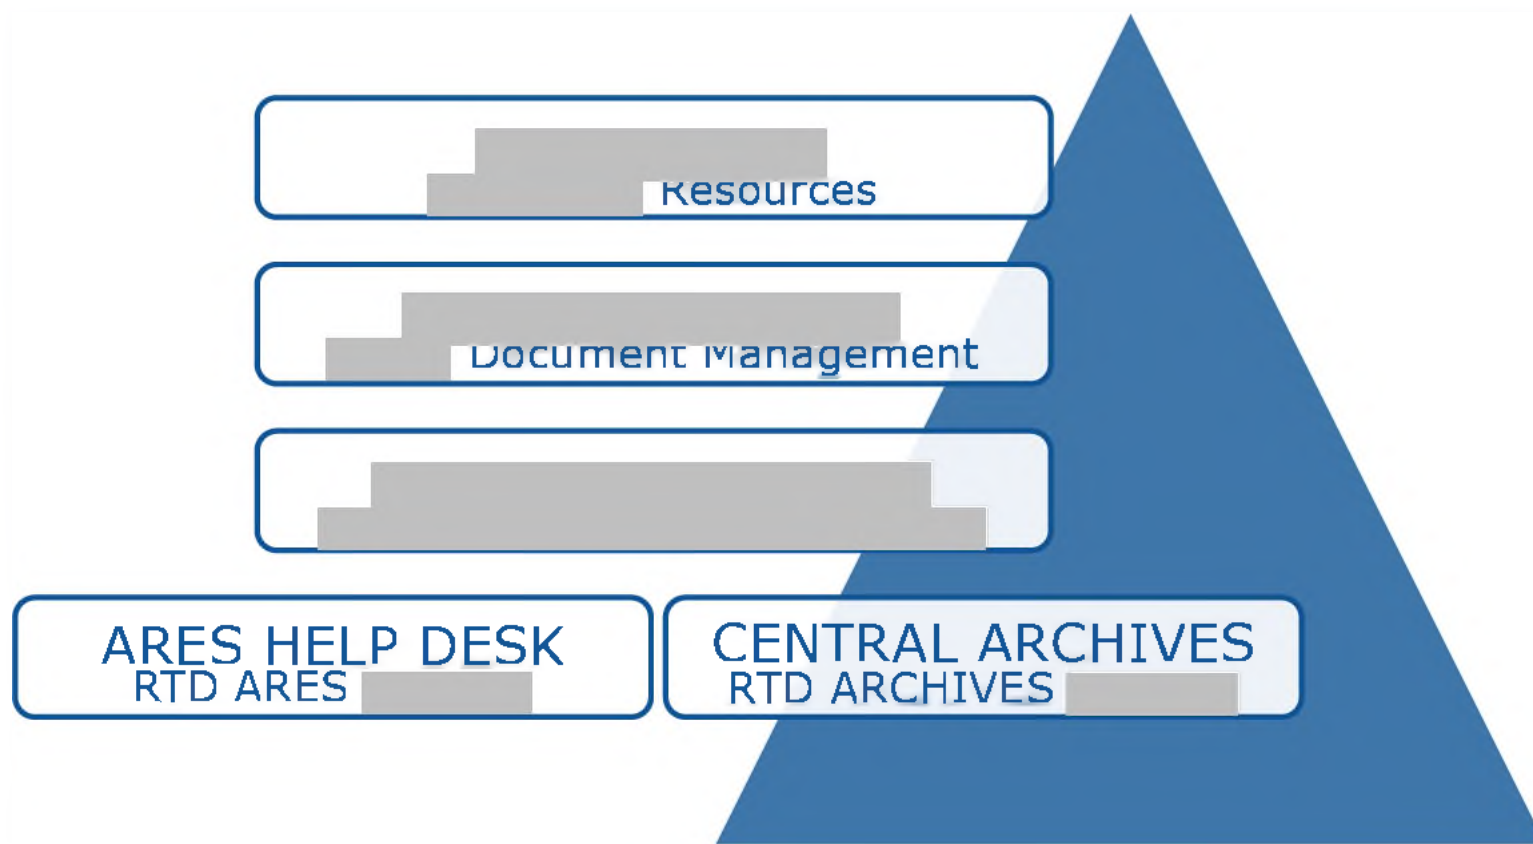 Resources
Document Management
ARES HELP DESK
RTD ARES
CENTRAL ARCHIVES
RTD ARCHIVES